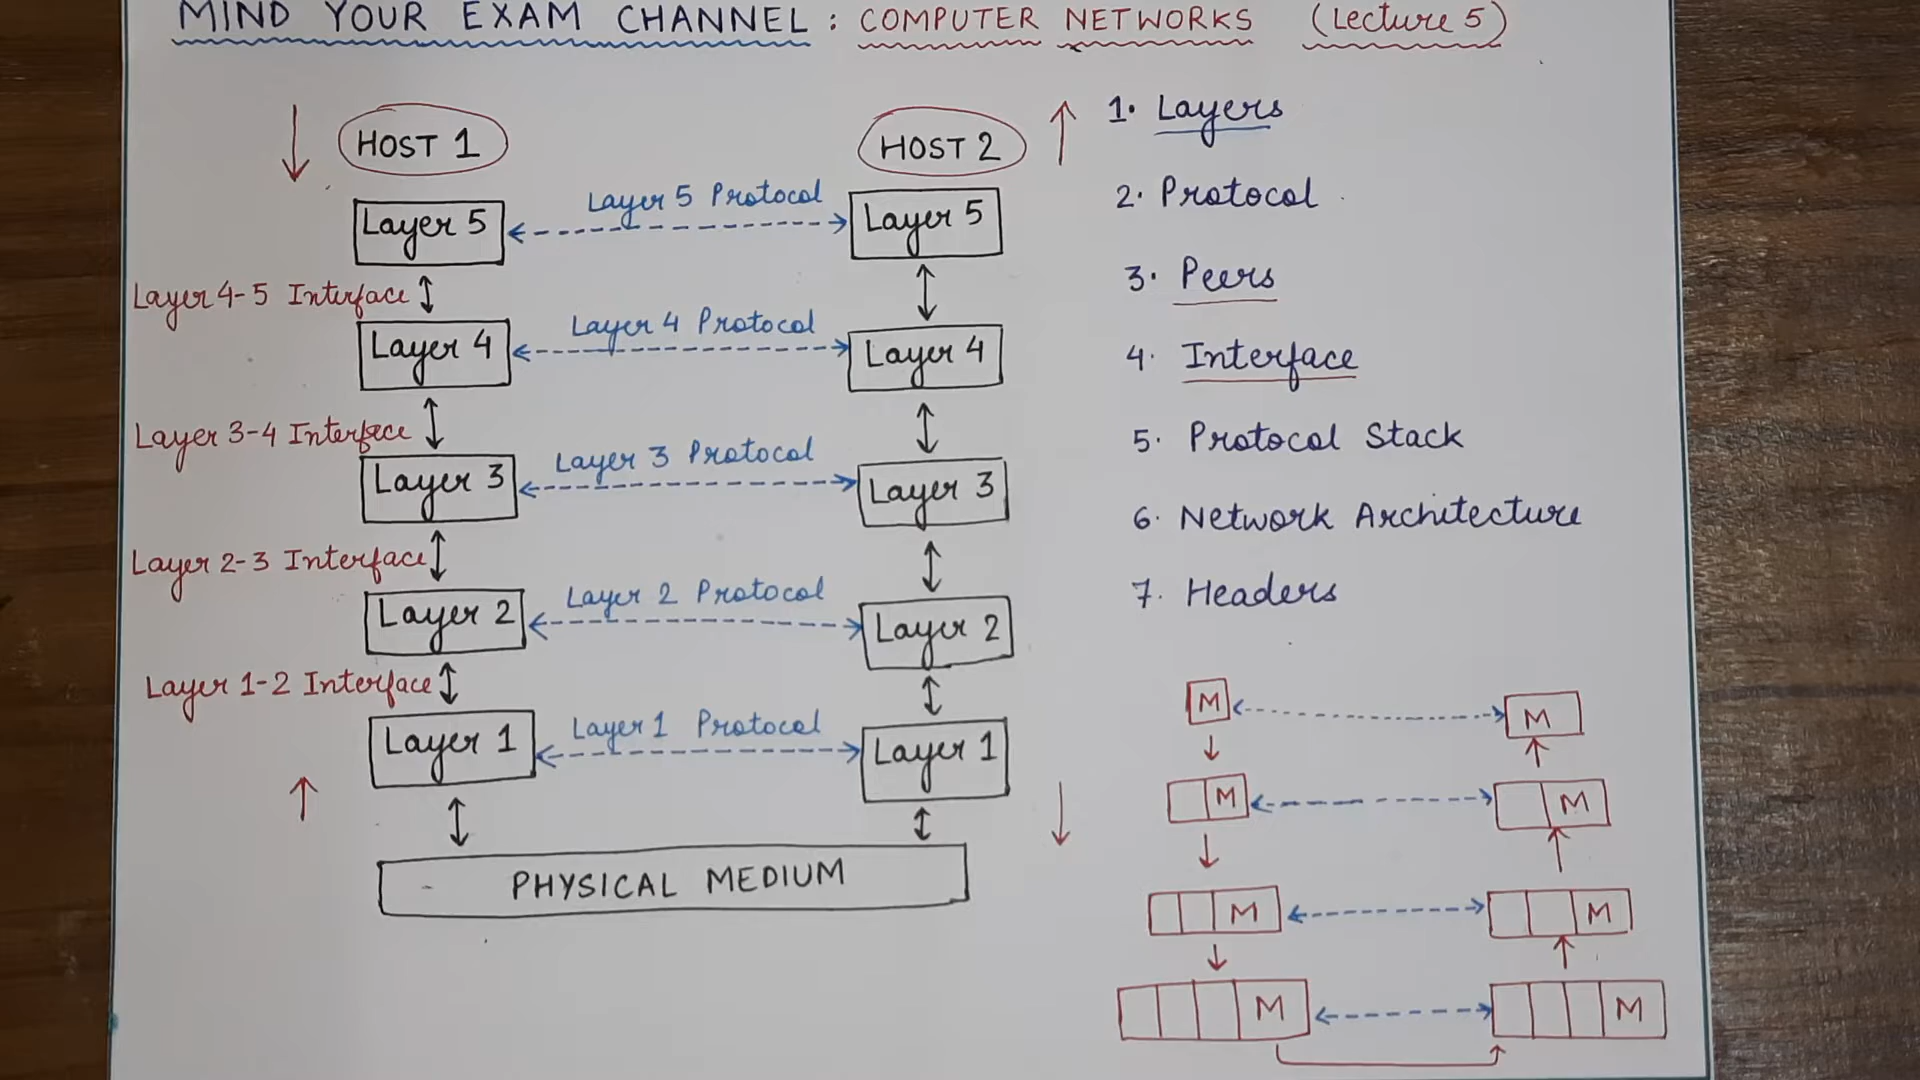 MIND YOUR EXAM CHANNEL : COMPUTER NETWORKS (Lecture 5)
HOST 1
HOST 2
Layer 5
Layer 5 Protocol
Layer 5
Layer 4-5 Interface
Layer 4
Layer 4 Protocol
Layer 4
Layer 3-4 Interfece
Layer 3
Layer 3 Protocol
Layer 3
Layer 2-3 Interface
Layer 2
Layer 2 Protocol
Layer 2
Layer 1-2 Interface
Layer 1
Layer 1 Protocol
Layer 1
PHYSICAL MEDIUM
1. Layers
2. Protocol
3. Peers
4. Interface
5. Protocol Stack
6. Network Architecture
7. Headers
M
M
M
M
M
M
M
M